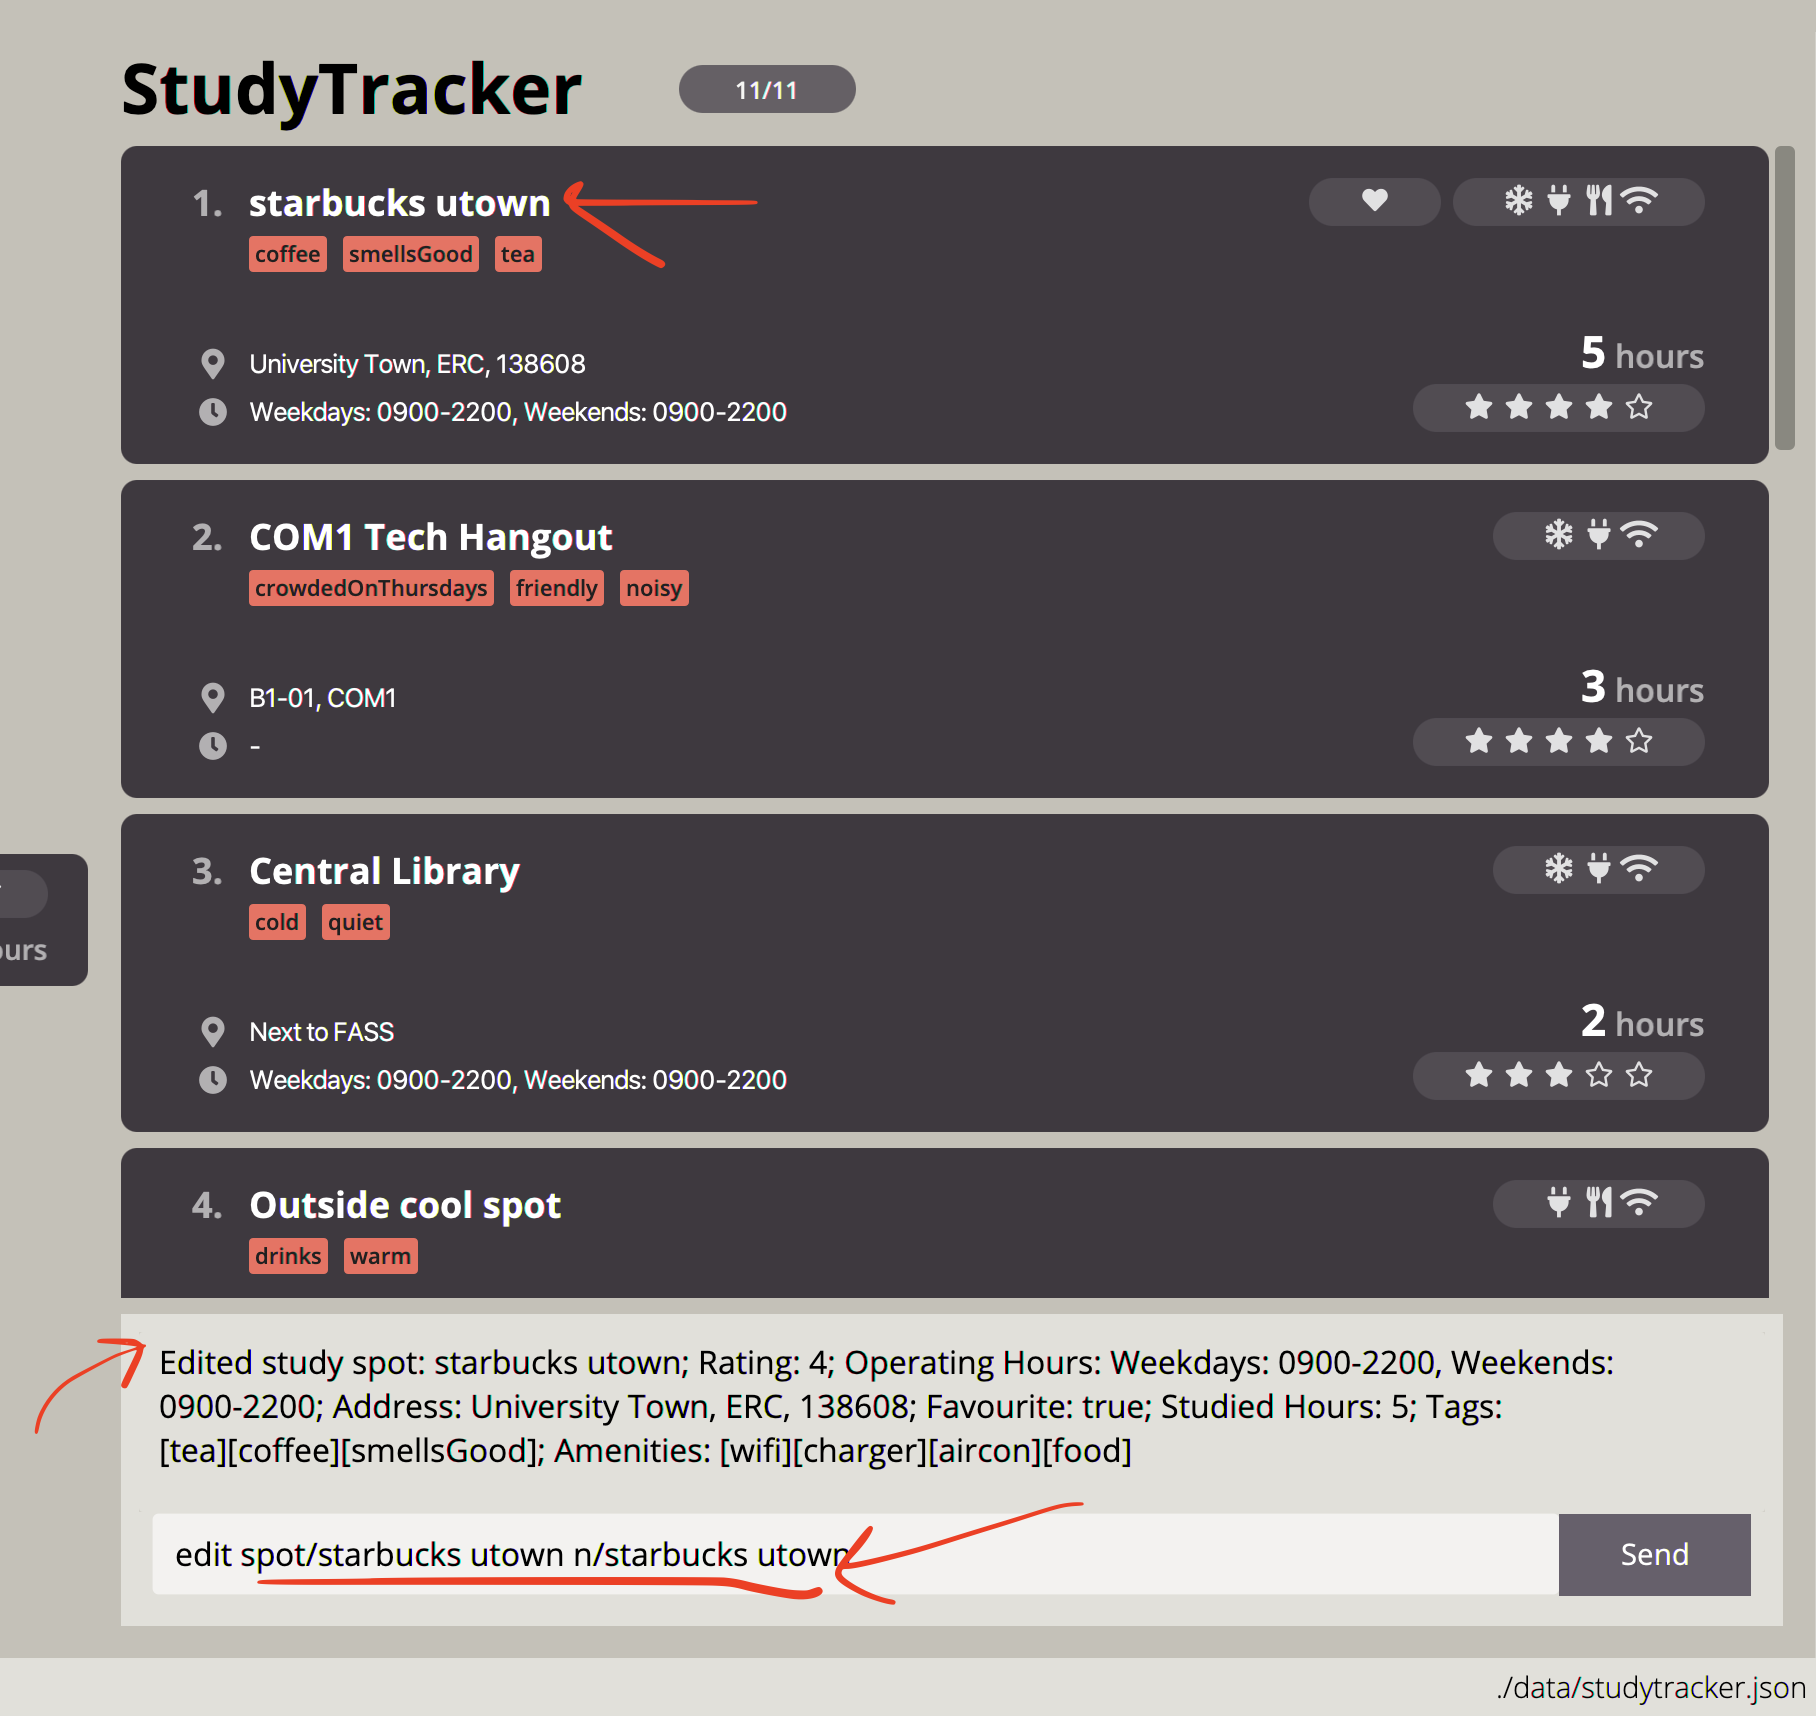 StudyTracker
11/11
1. starbucks utown
coffee smellsGood tea
University Town, ERC, 138608
5 hours
Weekdays: 0900-2200, Weekends: 0900-2200
2. COM1 Tech Hangout
crowdedOnThursdays friendly noisy
B1-01, COM1
3 hours
-
3. Central Library
cold quiet
ours
Next to FASS
2 hours
Weekdays: 0900-2200, Weekends: 0900-2200
4. Outside cool spot
drinks warm
Edited study spot: starbucks utown; Rating: 4; Operating Hours: Weekdays: 0900-2200, Weekends:
0900-2200; Address: University Town, ERC, 138608; Favourite: true; Studied Hours: 5; Tags:
[tea][coffee][smellsGood]; Amenities: [wifi][charger][aircon][food]
edit spot/starbucks utown n/starbucks utown
Send
./data/studytracker.json